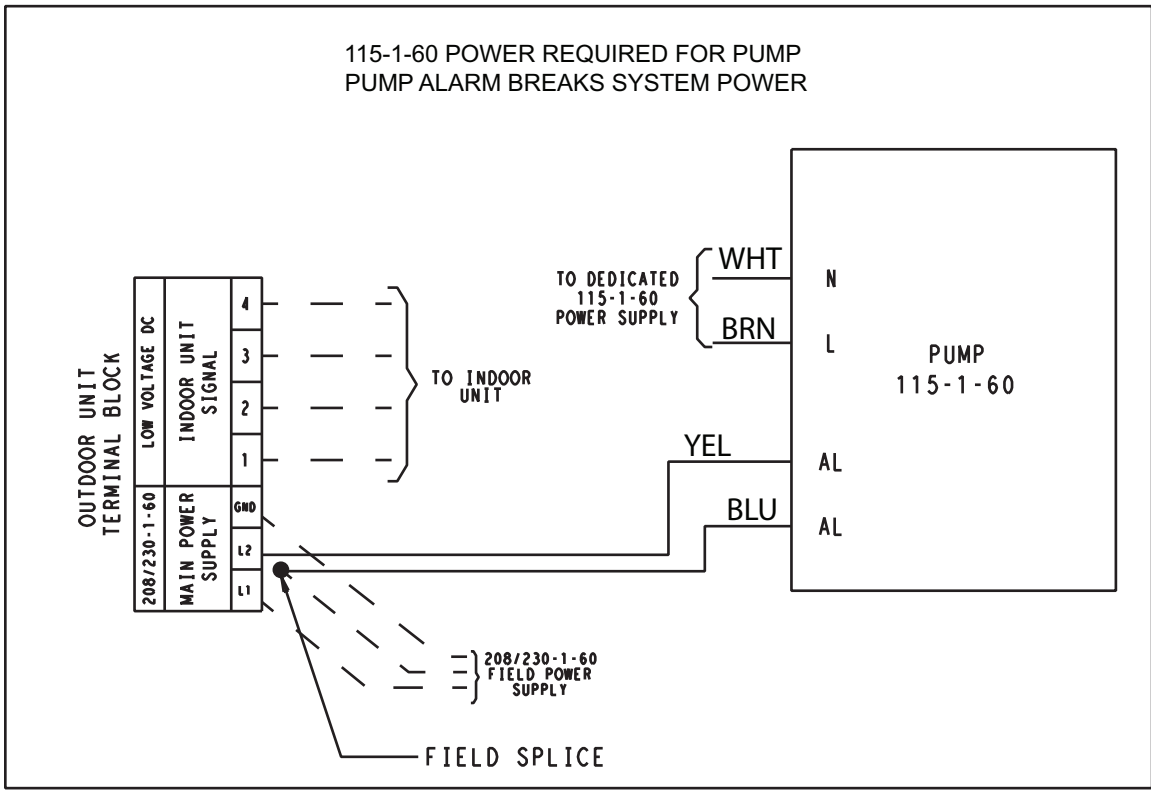 115-1-60 POWER REQUIRED FOR PUMP
PUMP ALARM BREAKS SYSTEM POWER
OUTDOOR UNIT
TERMINAL BLOCK
LOW VOLTAGE DC
208/230-1-60
INDOOR UNIT
SIGNAL
MAIN POWER
SUPPLY
4
3
2
1
GND
L2
L1
TO INDOOR
UNIT
TO DEDICATED
115-1-60
POWER SUPPLY
WHT
BRN
YEL
BLU
N
L
AL
AL
PUMP
115-1-60
208/230-1-60
FIELD POWER
SUPPLY
FIELD SPLICE